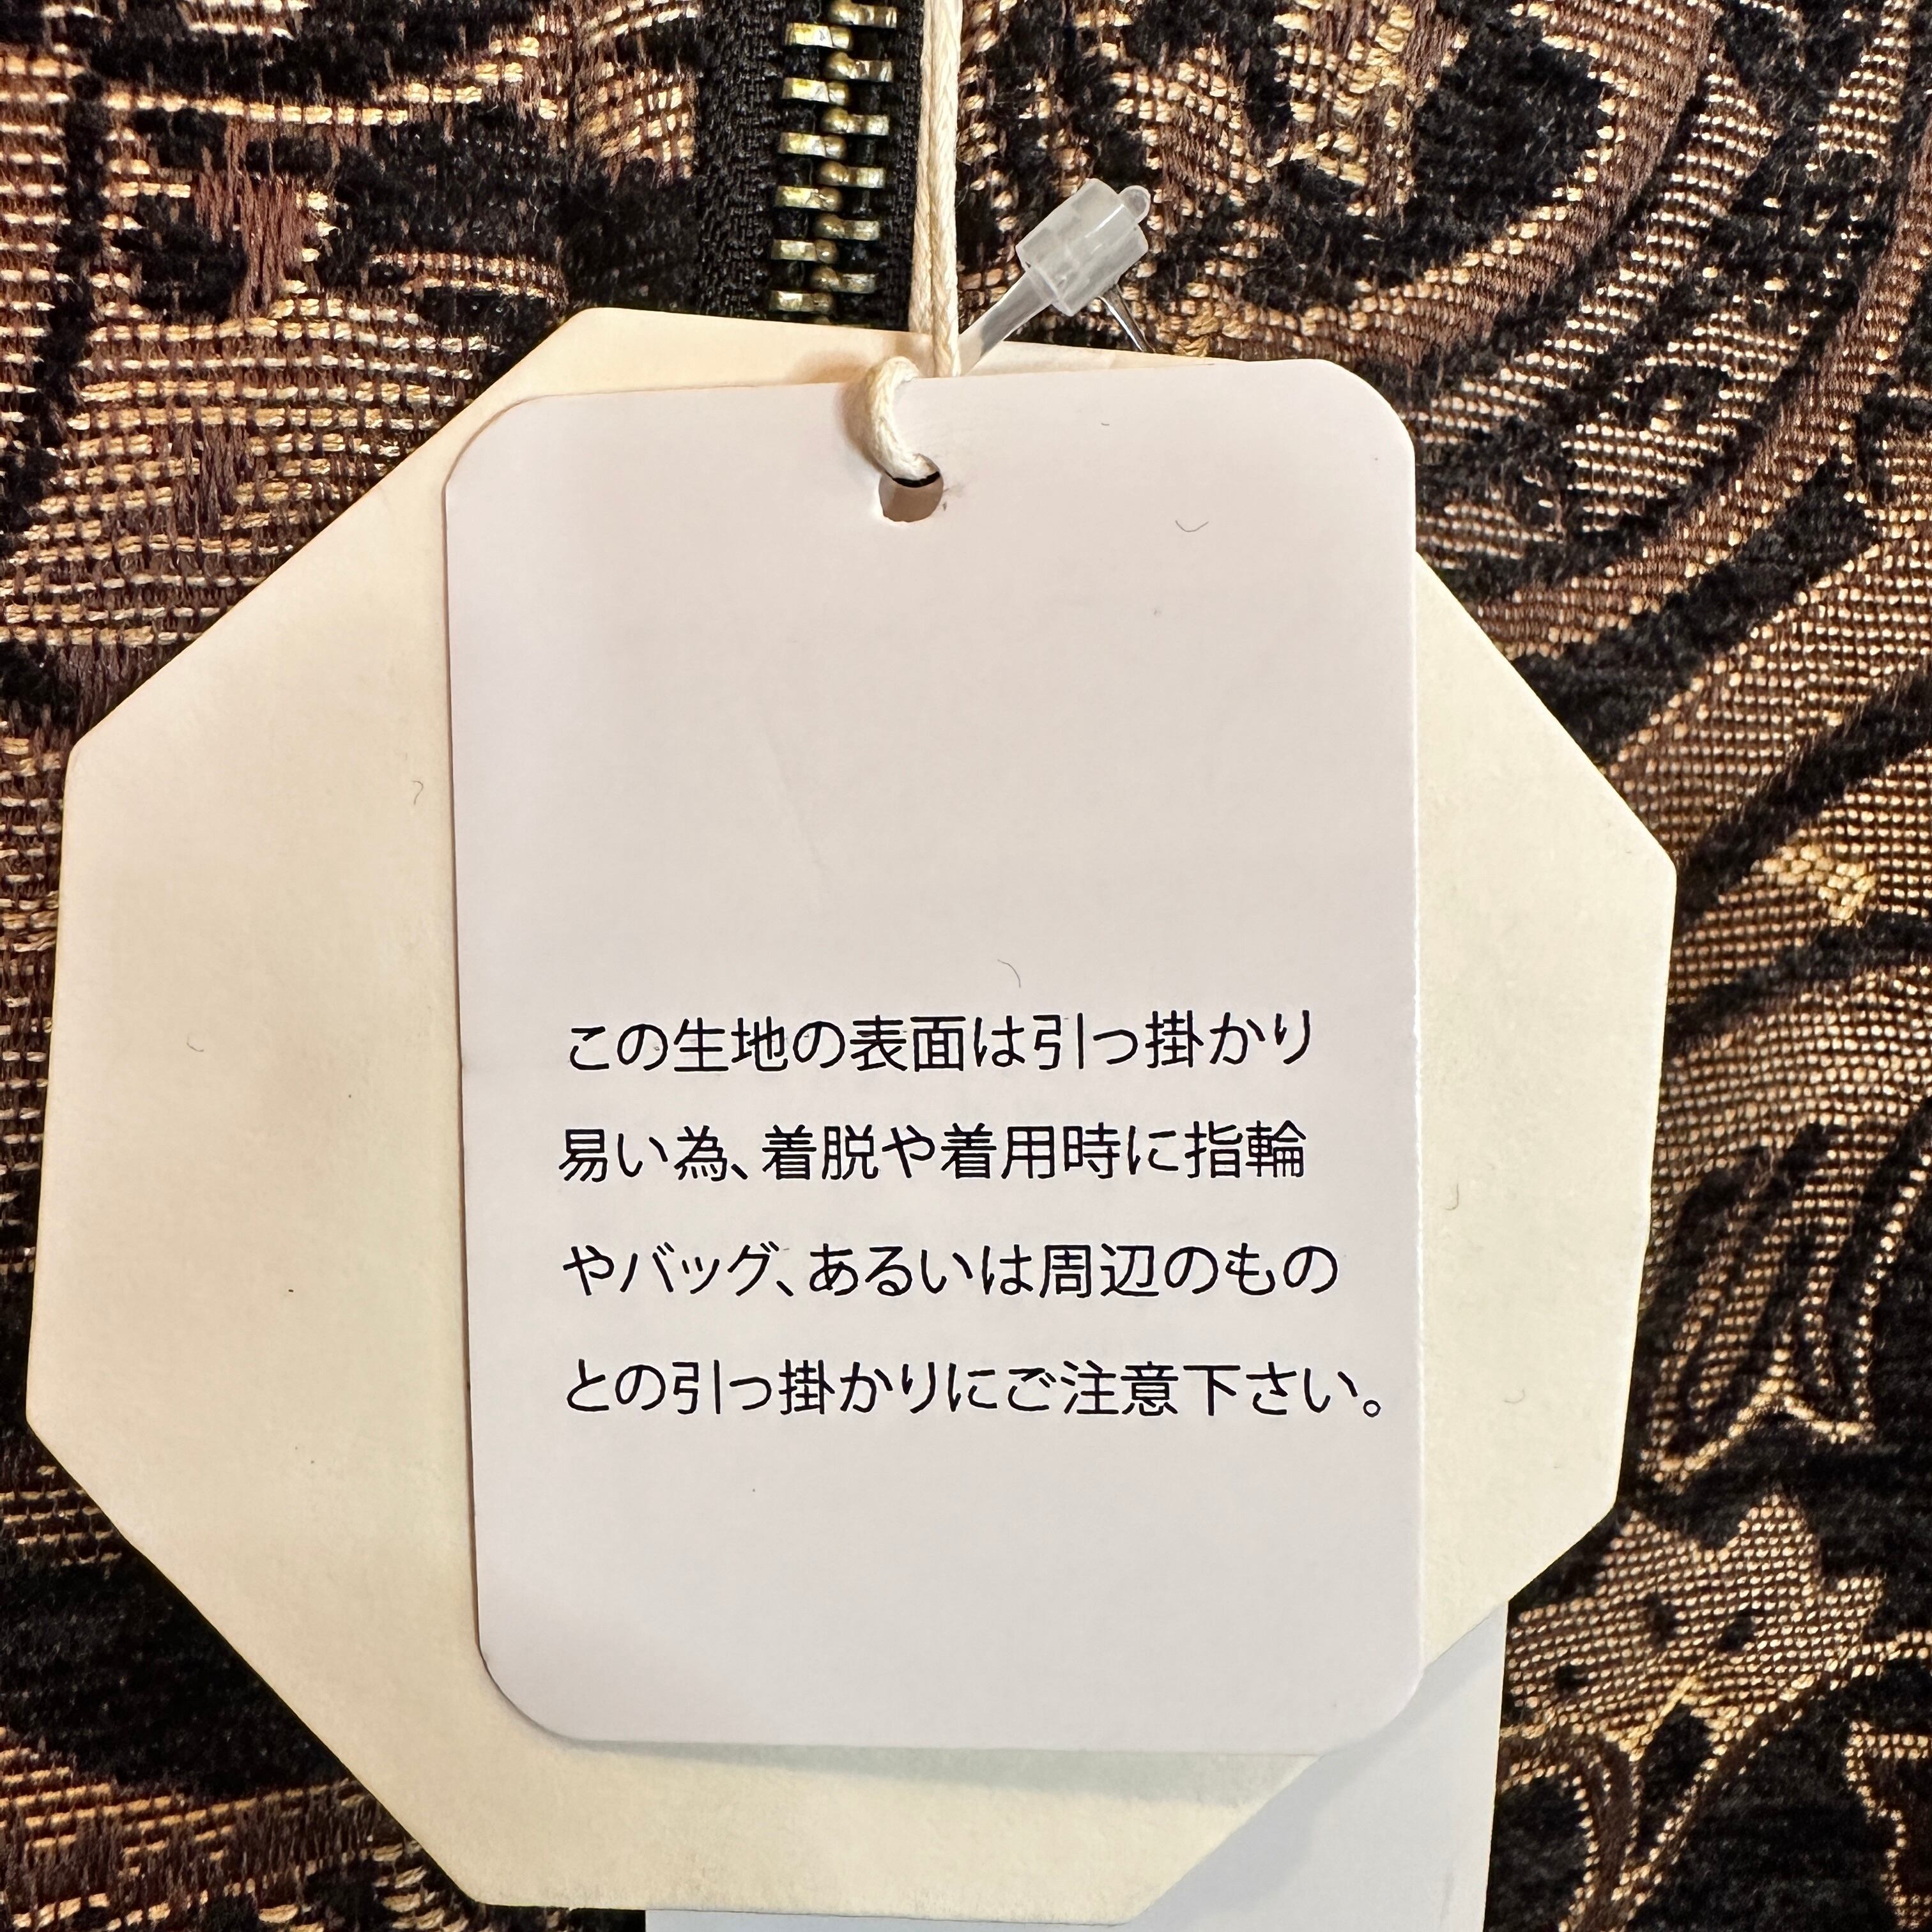 この生地の表面は引っ掛かり
易い為、着脱や着用時に指輪
やバッグ、あるいは周辺のもの
との引っ掛かりにご注意下さい。